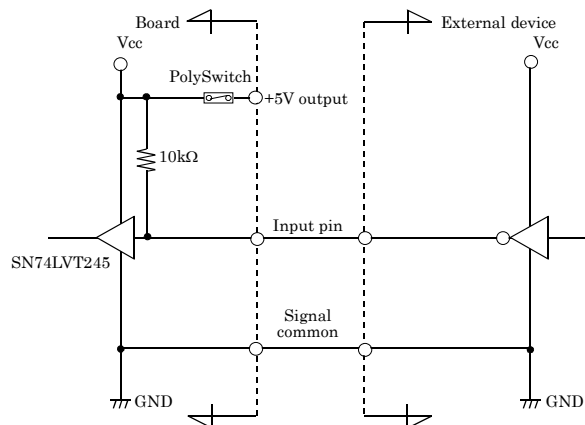 Board
External device
Vcc
Vcc
PolySwitch
+5V output
10kΩ
Input pin
SN74LVT245
Signal
common
GND
GND